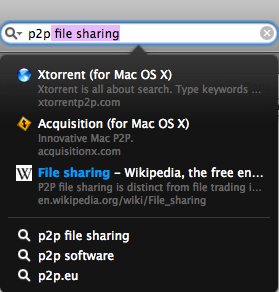 p2p file sharing
Xtorrent (for Mac OS X)
Xtorrent is all about search. Type keywords ...
xtorrentp2p.com
Acquisition (for Mac OS X)
Innovative Mac P2P.
acquisitionx.com
File sharing – Wikipedia, the free en...
P2P file sharing is distinct from file trading i...
en.wikipedia.org/wiki/File_sharing
p2p file sharing
p2p software
p2p.eu